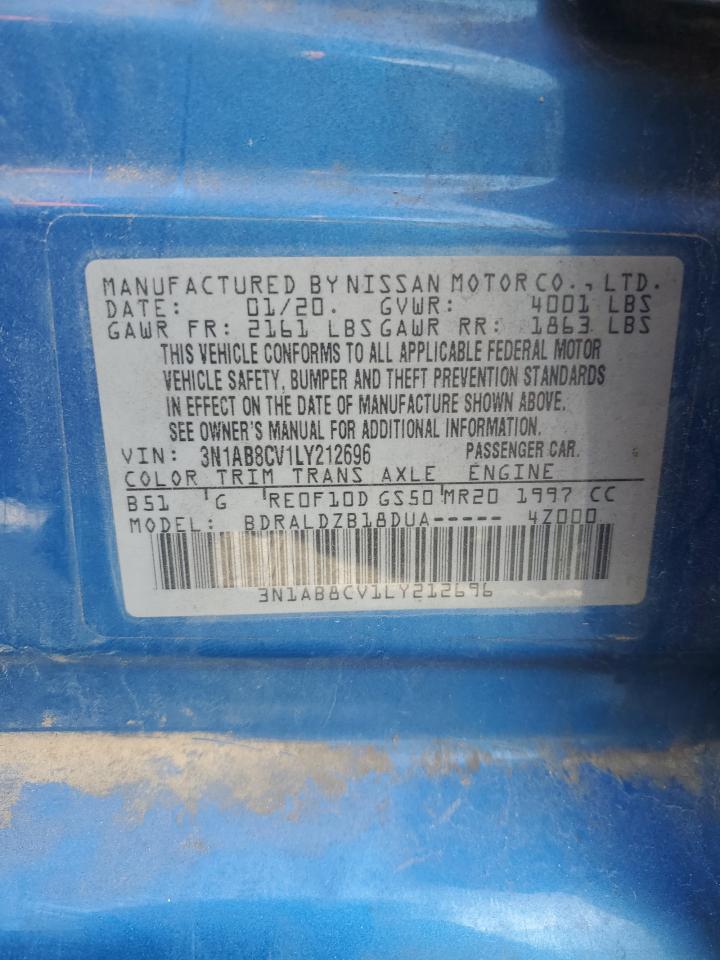 MANUFACTURED BY NISSAN MOTOR CO., LTD.
DATE: 01/20. GVWR: 4001 LBS
GAWR FR: 2161 LBS GAWR RR: 1863 LBS
THIS VEHICLE CONFORMS TO ALL APPLICABLE FEDERAL MOTOR
VEHICLE SAFETY, BUMPER AND THEFT PREVENTION STANDARDS
IN EFFECT ON THE DATE OF MANUFACTURE SHOWN ABOVE.
SEE OWNER'S MANUAL FOR ADDITIONAL INFORMATION.
VIN: 3N1AB8CV1LY212696 PASSENGER CAR.
COLOR TRIM TRANS AXLE ENGINE
B51 G RE0F10D GS50 MR20 1997 CC
MODEL: BDRALDZB18DUA----- 4Z000
3N1AB8CV1LY212696